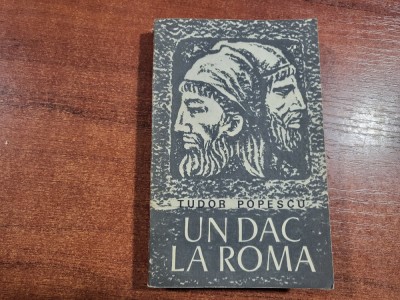 TUDOR POPESCU
UN DAC
LA ROMA